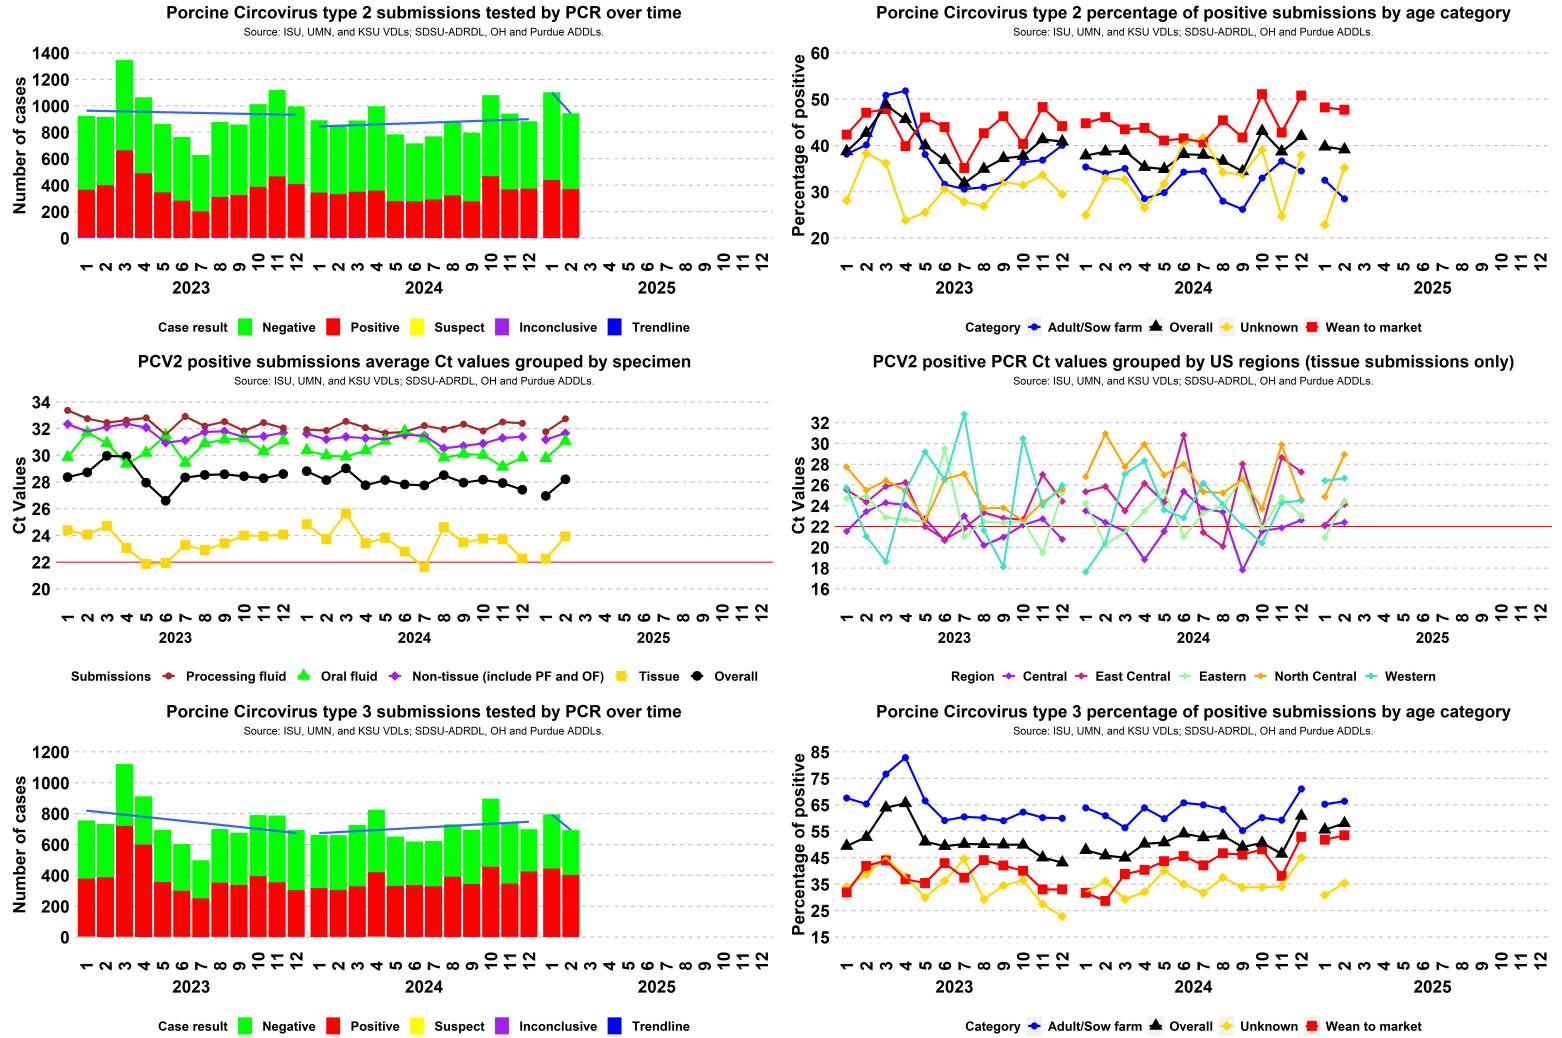 Porcine Circovirus type 2 submissions tested by PCR over time
Source: ISU, UMN, and KSU VDLs; SDSU-ADRDL, OH and Purdue ADDLs.
Number of cases
1400
1200
1000
800
600
400
200
0
1 2 3 4 5 6 7 8 9 10 11 12 1 2 3 4 5 6 7 8 9 10 11 12 1 2 3 4 5 6 7 8 9 10 11 12
2023 2024 2025
Case result Negative Positive Suspect Inconclusive Trendline
Porcine Circovirus type 2 percentage of positive submissions by age category
Source: ISU, UMN, and KSU VDLs; SDSU-ADRDL, OH and Purdue ADDLs.
Percentage of positive
60
50
40
30
20
1 2 3 4 5 6 7 8 9 10 11 12 1 2 3 4 5 6 7 8 9 10 11 12 1 2 3 4 5 6 7 8 9 10 11 12
2023 2024 2025
Category Adult/Sow farm Overall Unknown Wean to market
PCV2 positive submissions average Ct values grouped by specimen
Source: ISU, UMN, and KSU VDLs; SDSU-ADRDL, OH and Purdue ADDLs.
Ct Values
34
32
30
28
26
24
22
20
1 2 3 4 5 6 7 8 9 10 11 12 1 2 3 4 5 6 7 8 9 10 11 12 1 2 3 4 5 6 7 8 9 10 11 12
2023 2024 2025
Submissions Processing fluid Oral fluid Non-tissue (include PF and OF) Tissue Overall
PCV2 positive PCR Ct values grouped by US regions (tissue submissions only)
Source: ISU, UMN, and KSU VDLs; SDSU-ADRDL, OH and Purdue ADDLs.
Ct Values
32
30
28
26
24
22
20
18
16
1 2 3 4 5 6 7 8 9 10 11 12 1 2 3 4 5 6 7 8 9 10 11 12 1 2 3 4 5 6 7 8 9 10 11 12
2023 2024 2025
Region Central East Central Eastern North Central Western
Porcine Circovirus type 3 submissions tested by PCR over time
Source: ISU, UMN, and KSU VDLs; SDSU-ADRDL, OH and Purdue ADDLs.
Number of cases
1200
1000
800
600
400
200
0
1 2 3 4 5 6 7 8 9 10 11 12 1 2 3 4 5 6 7 8 9 10 11 12 1 2 3 4 5 6 7 8 9 10 11 12
2023 2024 2025
Case result Negative Positive Suspect Inconclusive Trendline
Porcine Circovirus type 3 percentage of positive submissions by age category
Source: ISU, UMN, and KSU VDLs; SDSU-ADRDL, OH and Purdue ADDLs.
Percentage of positive
85
75
65
55
45
35
25
15
1 2 3 4 5 6 7 8 9 10 11 12 1 2 3 4 5 6 7 8 9 10 11 12 1 2 3 4 5 6 7 8 9 10 11 12
2023 2024 2025
Category Adult/Sow farm Overall Unknown Wean to market